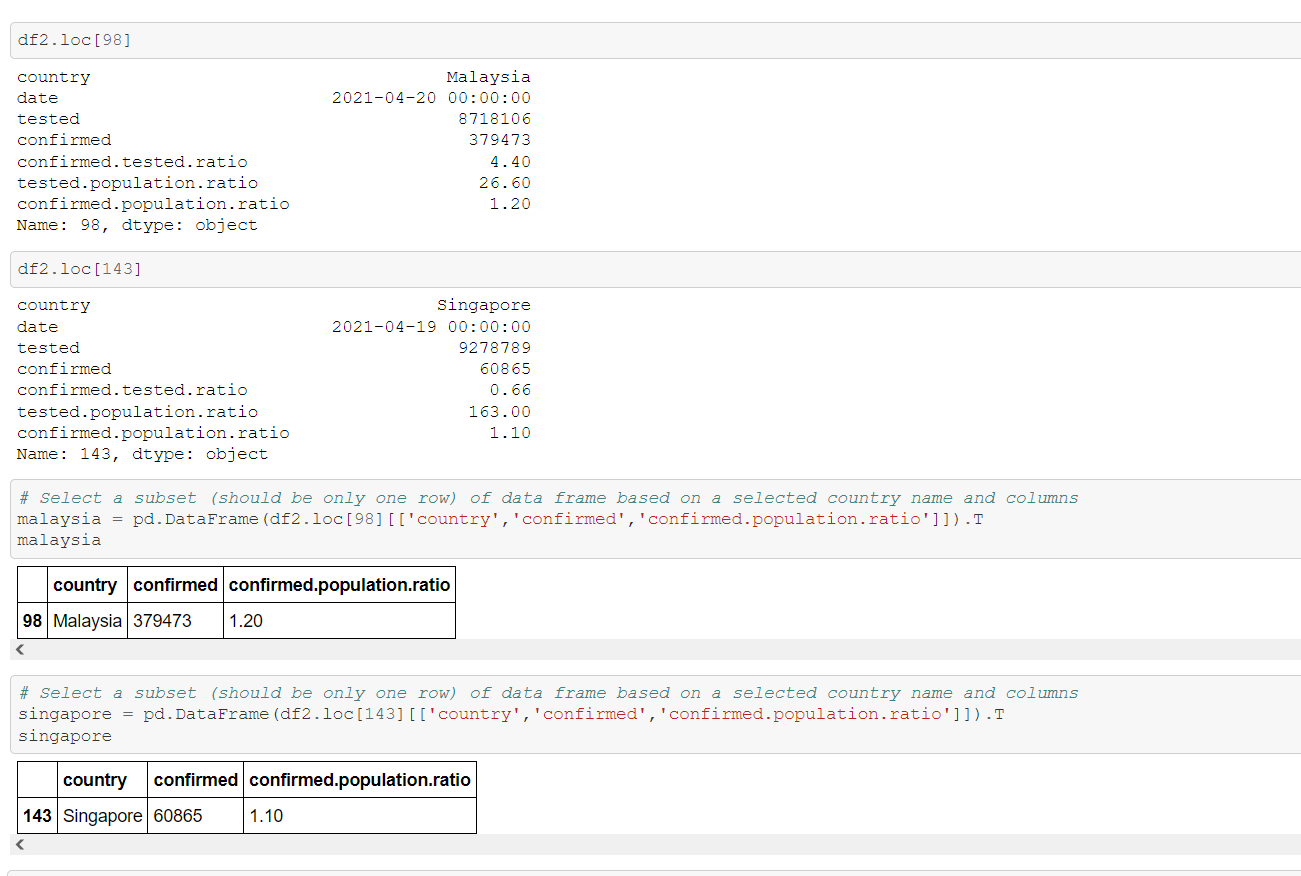 df2.loc[98]
country Malaysia
date 2021-04-20 00:00:00
tested 8718106
confirmed 379473
confirmed.tested.ratio 4.40
tested.population.ratio 26.60
confirmed.population.ratio 1.20
Name: 98, dtype: object
df2.loc[143]
country Singapore
date 2021-04-19 00:00:00
tested 9278789
confirmed 60865
confirmed.tested.ratio 0.66
tested.population.ratio 163.00
confirmed.population.ratio 1.10
Name: 143, dtype: object
# Select a subset (should be only one row) of data frame based on a selected country name and columns
malaysia = pd.DataFrame(df2.loc[98][['country','confirmed','confirmed.population.ratio']]).T
malaysia
country confirmed confirmed.population.ratio
98 Malaysia 379473 1.20
# Select a subset (should be only one row) of data frame based on a selected country name and columns
singapore = pd.DataFrame(df2.loc[143][['country','confirmed','confirmed.population.ratio']]).T
singapore
country confirmed confirmed.population.ratio
143 Singapore 60865 1.10